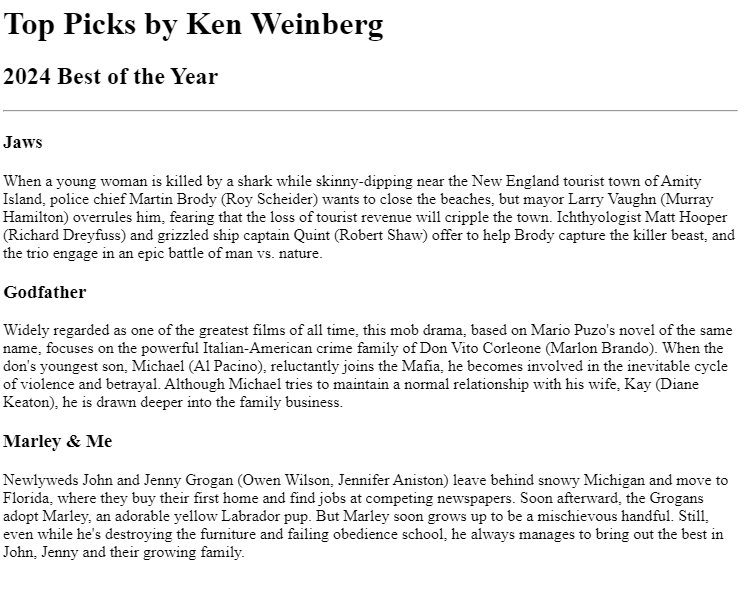 Top Picks by Ken Weinberg
2024 Best of the Year
Jaws
When a young woman is killed by a shark while skinny-dipping near the New England tourist town of Amity
Island, police chief Martin Brody (Roy Scheider) wants to close the beaches, but mayor Larry Vaughn (Murray
Hamilton) overrules him, fearing that the loss of tourist revenue will cripple the town. Ichthyologist Matt Hooper
(Richard Dreyfuss) and grizzled ship captain Quint (Robert Shaw) offer to help Brody capture the killer beast, and
the trio engage in an epic battle of man vs. nature.
Godfather
Widely regarded as one of the greatest films of all time, this mob drama, based on Mario Puzo's novel of the same
name, focuses on the powerful Italian-American crime family of Don Vito Corleone (Marlon Brando). When the
don's youngest son, Michael (Al Pacino), reluctantly joins the Mafia, he becomes involved in the inevitable cycle
of violence and betrayal. Although Michael tries to maintain a normal relationship with his wife, Kay (Diane
Keaton), he is drawn deeper into the family business.
Marley & Me
Newlyweds John and Jenny Grogan (Owen Wilson, Jennifer Aniston) leave behind snowy Michigan and move to
Florida, where they buy their first home and find jobs at competing newspapers. Soon afterward, the Grogans
adopt Marley, an adorable yellow Labrador pup. But Marley soon grows up to be a mischievous handful. Still,
even while he's destroying the furniture and failing obedience school, he always manages to bring out the best in
John, Jenny and their growing family.